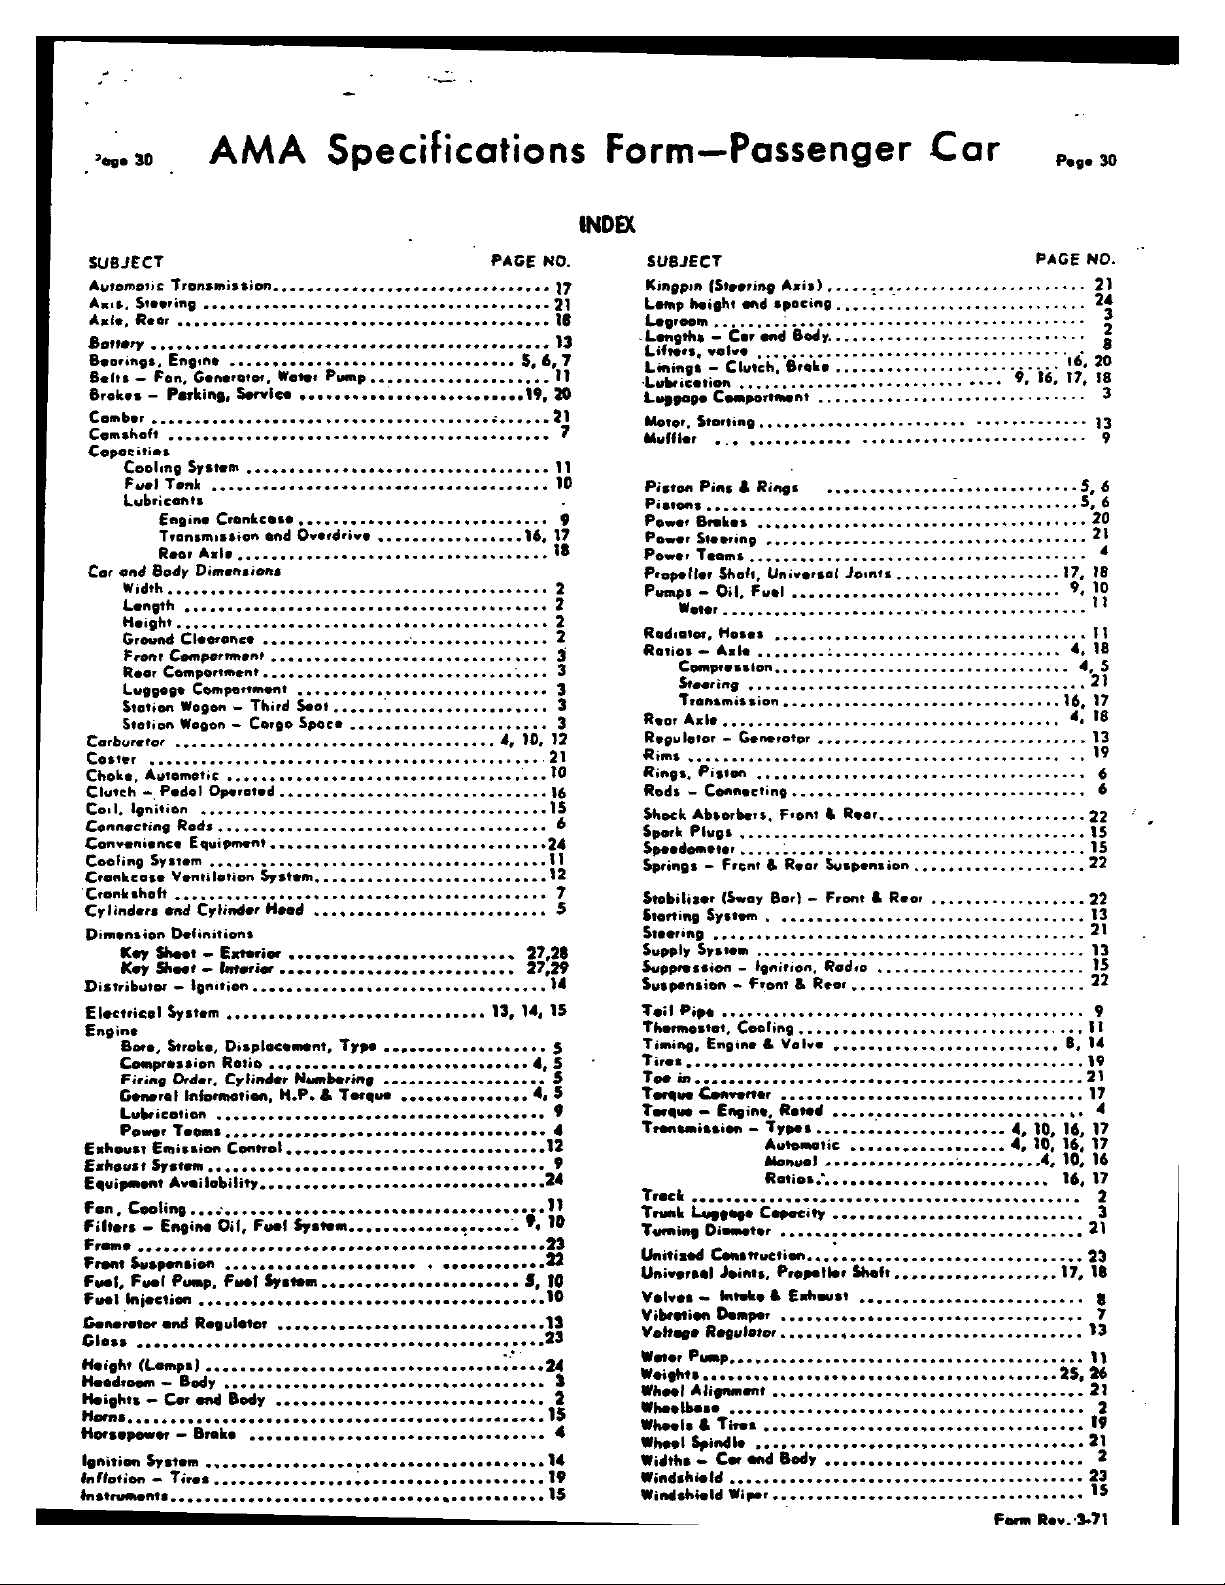 Page 30 AMA Specifications Form—Passenger Car Page 30
INDEX
SUBJECT PAGE NO.
Automatic Transmission 17
Axis, Steering 21
Axle, Rear 18
Battery 13
Bearings, Engine 5, 6, 7
Belts – Fan, Generator, Water Pump 11
Brakes – Parking, Service 19, 20
Camber 21
Camshaft 7
Capacities
Cooling System 11
Fuel Tank 10
Lubricants
Engine Crankcase 9
Transmission and Overdrive 16, 17
Rear Axle 18
Car and Body Dimensions
Width 2
Length 2
Height 2
Ground Clearance 2
Front Compartment 3
Rear Compartment 3
Luggage Compartment 3
Station Wagon – Third Seat 3
Station Wagon – Cargo Space 3
Carburetor 4, 10, 12
Caster 21
Choke, Automatic 10
Clutch – Pedal Operated 16
Coil, Ignition 15
Connecting Rods 6
Convenience Equipment 24
Cooling System 11
Crankcase Ventilation System 12
Crankshaft 7
Cylinders and Cylinder Head 5
Dimension Definitions
Key Sheet – Exterior 27,28
Key Sheet – Interior 27,29
Distributor – Ignition 14
Electrical System 13, 14, 15
Engine
Bore, Stroke, Displacement, Type 5
Compression Ratio 4, 5
Firing Order, Cylinder Numbering 5
General Information, H.P. & Torque 4, 5
Lubrication 9
Power Teams 4
Exhaust Emission Control 12
Exhaust System 9
Equipment Availability 24
Fan, Cooling 11
Filters – Engine Oil, Fuel System 9, 10
Frame 23
Front Suspension 22
Fuel, Fuel Pump, Fuel System 5, 10
Fuel Injection 10
Generator and Regulator 13
Glass 23
Height (Lamps) 24
Headroom – Body 3
Heights – Car and Body 2
Horns 15
Horsepower – Brake 4
Ignition System 14
Inflation – Tires 19
Instruments 15
SUBJECT PAGE NO.
Kingpin (Steering Axis) 21
Lamp height and spacing 24
Legroom 3
Lengths – Car and Body 2
Lifters, valve 8
Linings – Clutch, Brake 16, 20
Lubrication 9, 16, 17, 18
Luggage Compartment 3
Motor, Starting 13
Muffler 9
Piston Pins & Rings 5, 6
Pistons 5, 6
Power Brakes 20
Power Steering 21
Power Teams 4
Propeller Shaft, Universal Joints 17, 18
Pumps – Oil, Fuel 9, 10
Water 11
Radiator, Hoses 11
Ratios – Axle 4, 18
Compression 4, 5
Steering 21
Transmission 16, 17
Rear Axle 4, 18
Regulator – Generator 13
Rims 19
Rings, Piston 6
Rods – Connecting 6
Shock Absorbers, Front & Rear 22
Spark Plugs 15
Speedometer 15
Springs – Front & Rear Suspension 22
Stabilizer (Sway Bar) – Front & Rear 22
Starting System 13
Steering 21
Supply System 13
Suppression – Ignition, Radio 15
Suspension – Front & Rear 22
Tail Pipe 9
Thermostat, Cooling 11
Timing, Engine & Valve 8, 14
Tires 19
Toe in 21
Torque Converter 17
Torque – Engine, Rated 4
Transmission – Types 4, 10, 16, 17
Automatic 4, 10, 16, 17
Manual 4, 10, 16
Ratios 16, 17
Track 2
Trunk Luggage Capacity 3
Turning Diameter 21
Unitized Construction 23
Universal Joints, Propeller Shaft 17, 18
Valves – Intake & Exhaust 8
Vibration Damper 7
Voltage Regulator 13
Water Pump 11
Weights 25, 26
Wheel Alignment 21
Wheelbase 2
Wheels & Tires 19
Wheel Spindle 21
Widths – Car and Body 2
Windshield 23
Windshield Wiper 15
Form Rev. 3-71